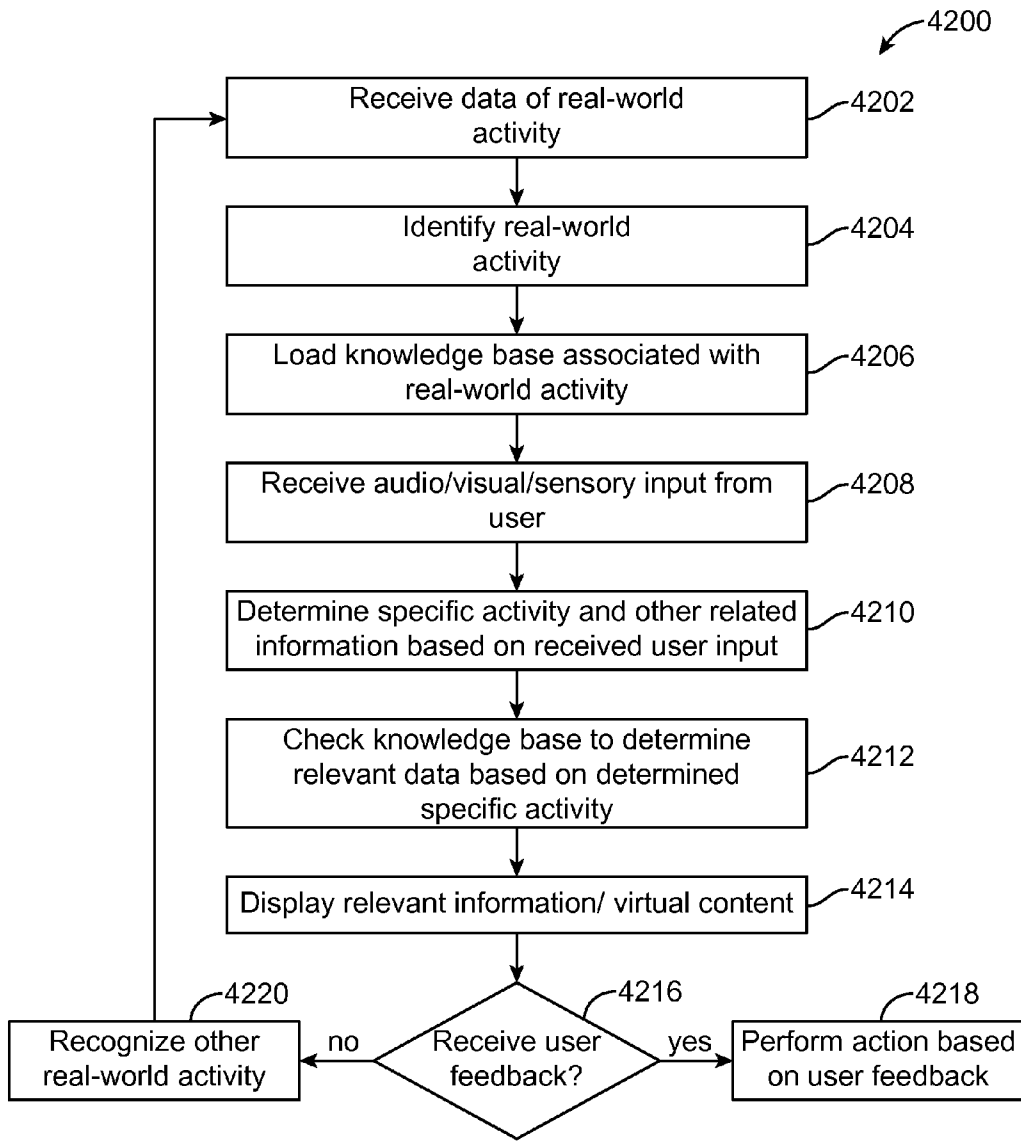 4200
Receive data of real-world
activity
4202
Identify real-world
activity
4204
Load knowledge base associated with
real-world activity
4206
Receive audio/visual/sensory input from
user
4208
Determine specific activity and other related
information based on received user input
4210
Check knowledge base to determine
relevant data based on determined
specific activity
4212
Display relevant information/ virtual content
4214
4220
Recognize other
real-world activity
no
Receive user
feedback?
4216
yes
4218
Perform action based
on user feedback